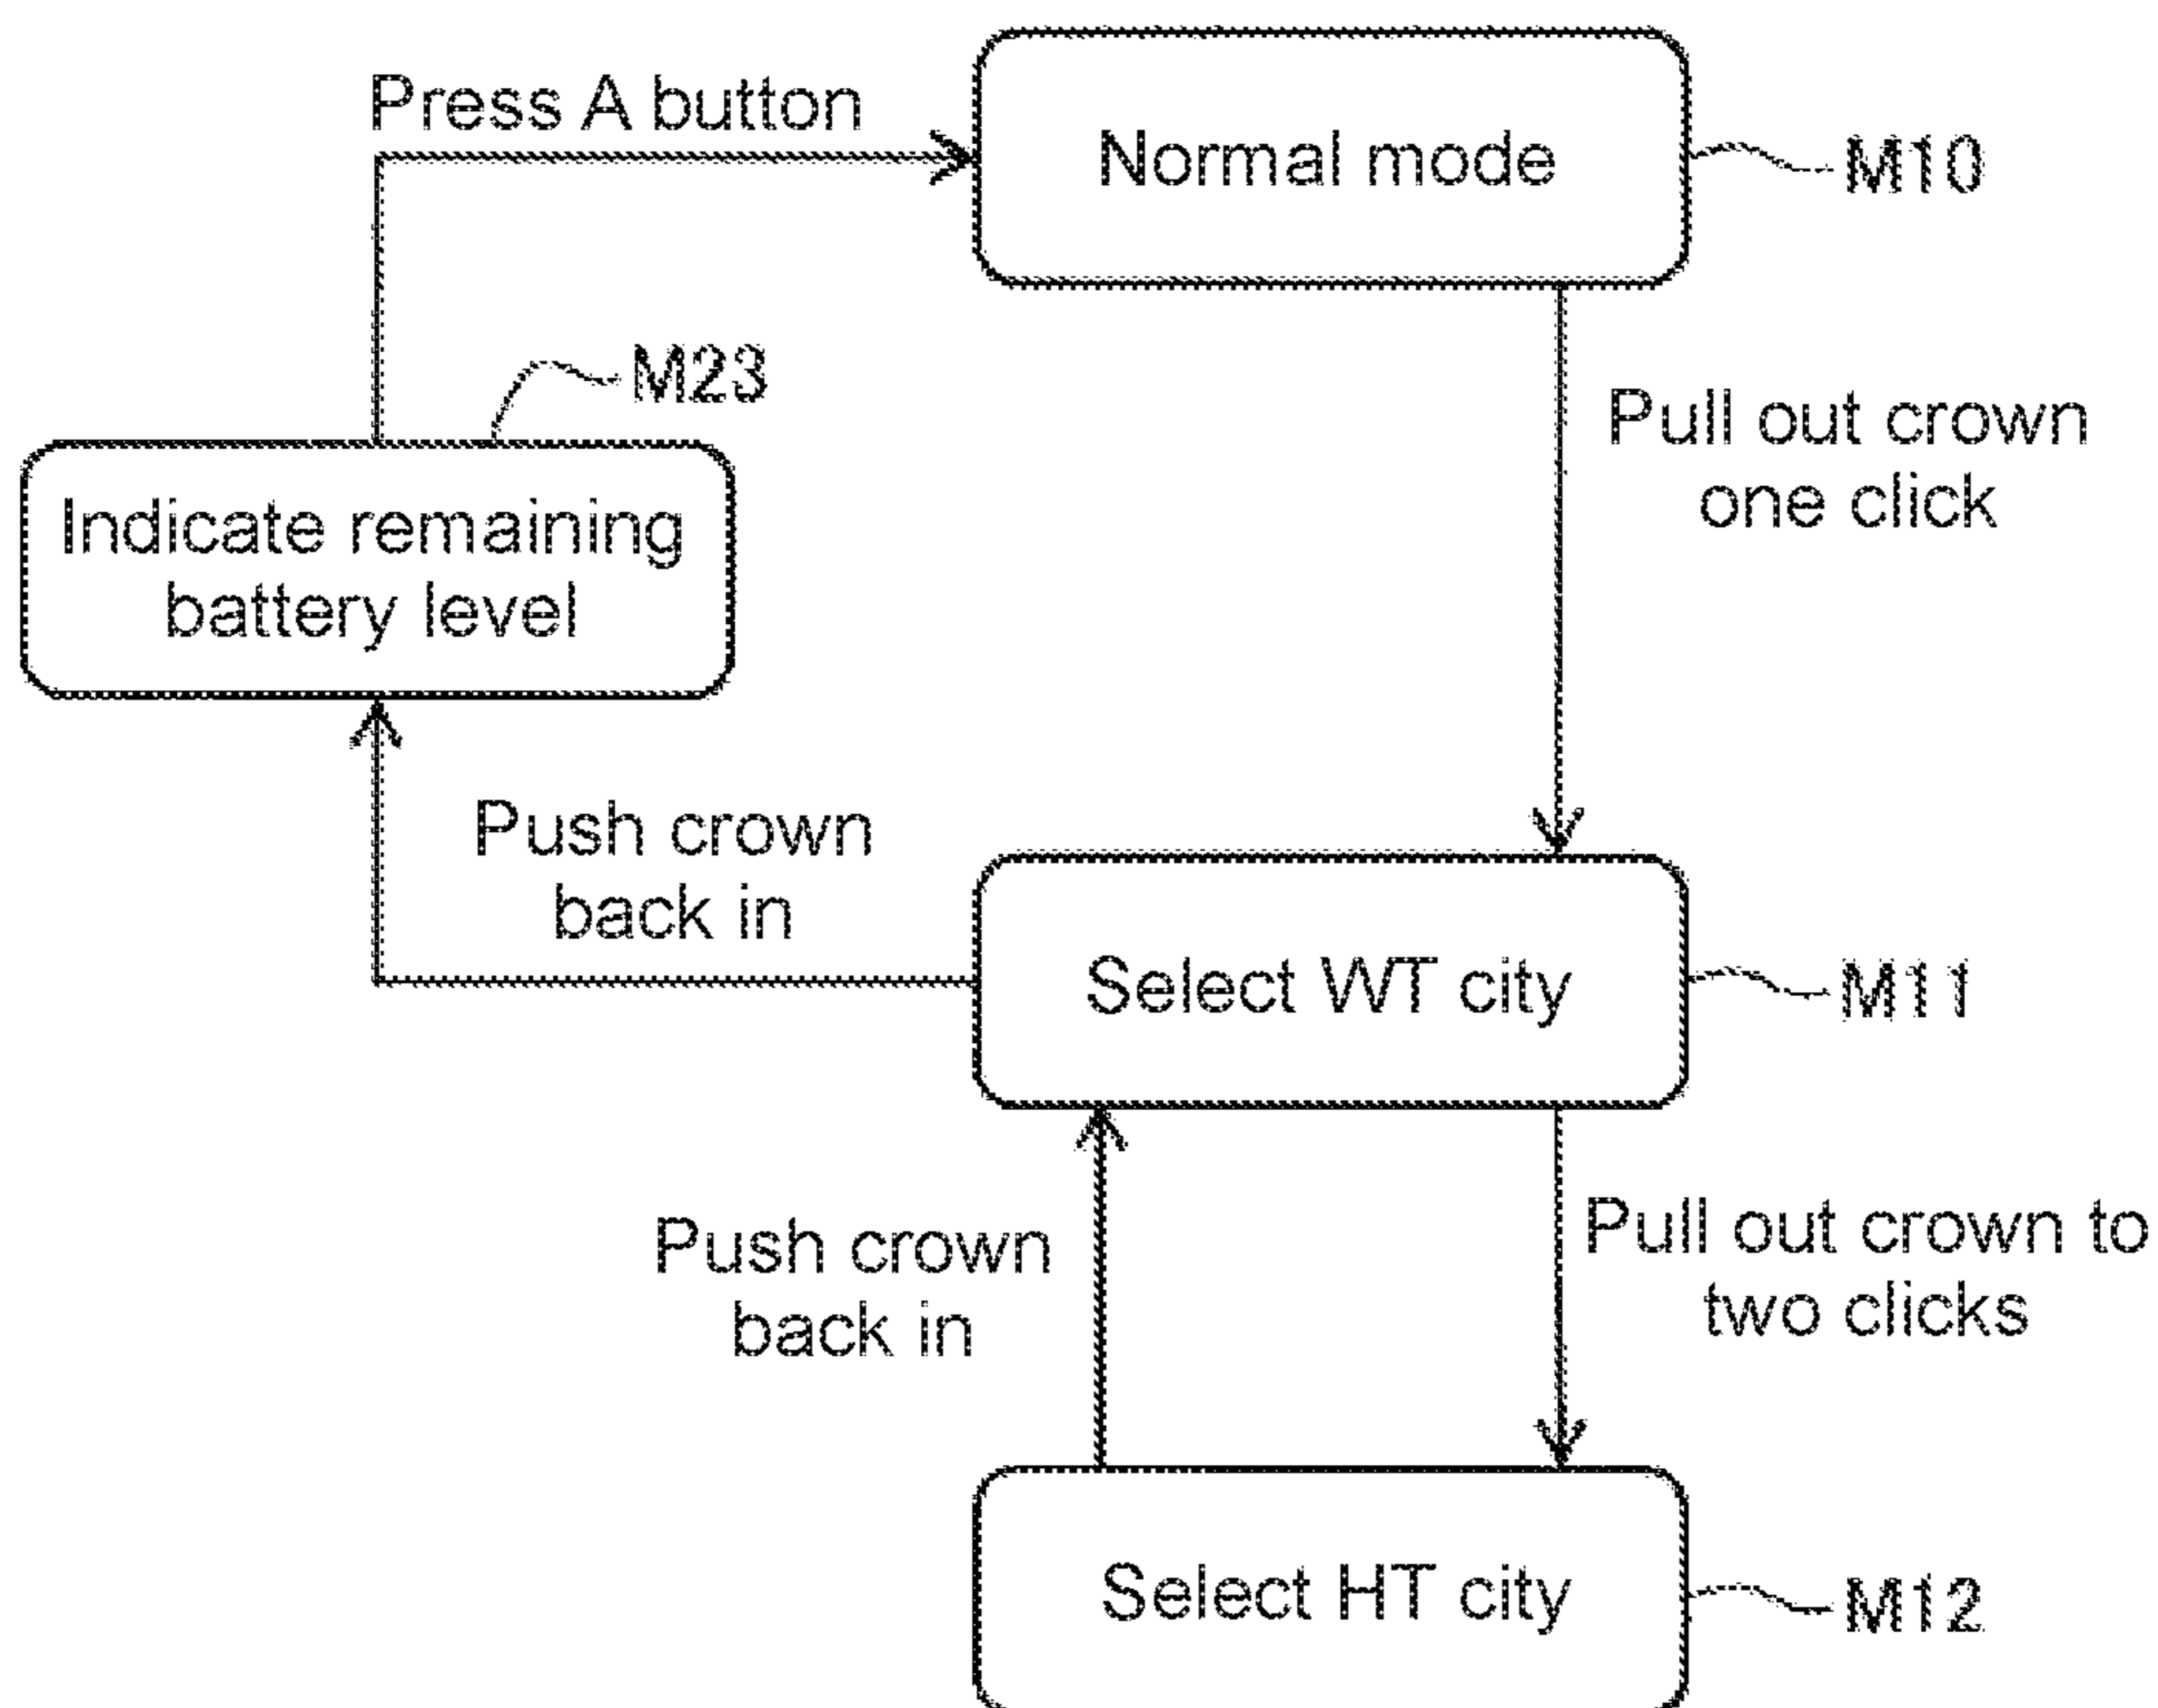 Press A button
Normal mode
M10
M23
Pull out crown
one click
Indicate remaining
battery level
Push crown
back in
Select WT city
M11
Push crown
back in
Pull out crown to
two clicks
Select HT city
M12